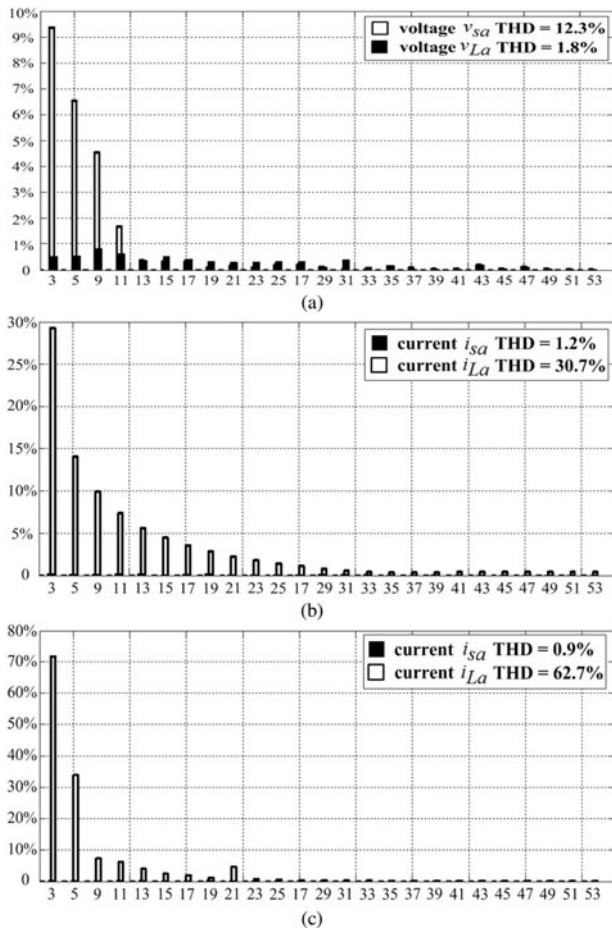 10%
9%
8%
7%
6%
5%
4%
3%
2%
1%
0
voltage vsa THD = 12.3%
voltage vLa THD = 1.8%
3 5 9 11 13 15 17 19 21 23 25 17 29 31 33 35 37 39 41 43 45 47 49 51 53
(a)
30%
25%
20%
15%
10%
5%
0
current isa THD = 1.2%
current iLa THD = 30.7%
3 5 9 11 13 15 17 19 21 23 25 17 29 31 33 35 37 39 41 43 45 47 49 51 53
(b)
80%
70%
60%
50%
40%
30%
20%
10%
0
current isa THD = 0.9%
current iLa THD = 62.7%
3 5 9 11 13 15 17 19 21 23 25 17 29 31 33 35 37 39 41 43 45 47 49 51 53
(c)